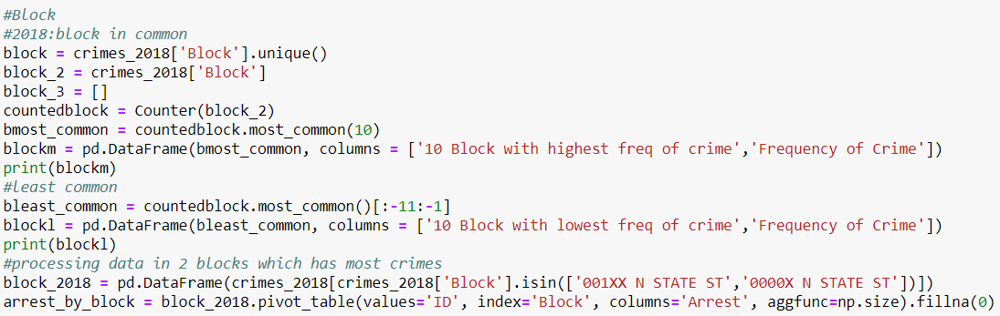 #Block
#2018:block in common
block = crimes_2018['Block'].unique()
block_2 = crimes_2018['Block']
block_3 = []
countedblock = Counter(block_2)
bmost_common = countedblock.most_common(10)
blockm = pd.DataFrame(bmost_common, columns = ['10 Block with highest freq of crime','Frequency of Crime'])
print(blockm)
#least common
bleast_common = countedblock.most_common()[:-11:-1]
blockl = pd.DataFrame(bleast_common, columns = ['10 Block with lowest freq of crime','Frequency of Crime'])
print(blockl)
#processing data in 2 blocks which has most crimes
block_2018 = pd.DataFrame(crimes_2018[crimes_2018['Block'].isin(['001XX N STATE ST','0000X N STATE ST'])])
arrest_by_block = block_2018.pivot_table(values='ID', index='Block', columns='Arrest', aggfunc=np.size).fillna(0)